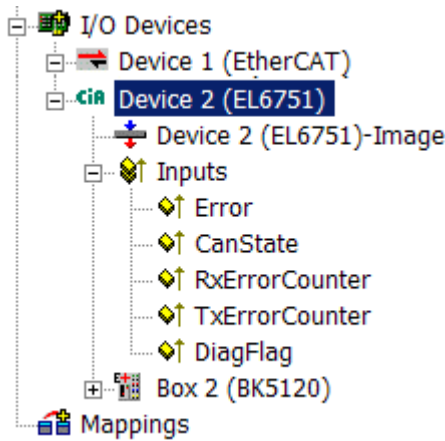 I/O Devices
Device 1 (EtherCAT)
CiA Device 2 (EL6751)
Device 2 (EL6751)-Image
Inputs
Error
CanState
RxErrorCounter
TxErrorCounter
DiagFlag
Box 2 (BK5120)
Mappings